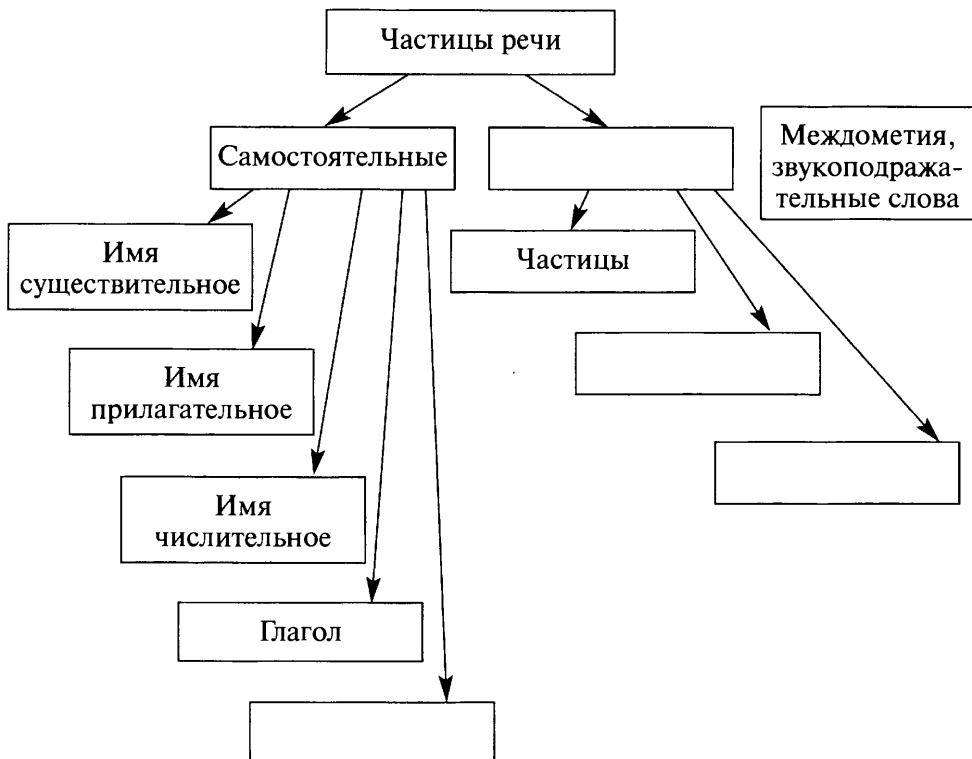 Частицы речи
Самостоятельные
Междометия,
звукоподража-
тельные слова
Имя
существительное
Частицы
Имя
прилагательное
Имя
числительное
Глагол